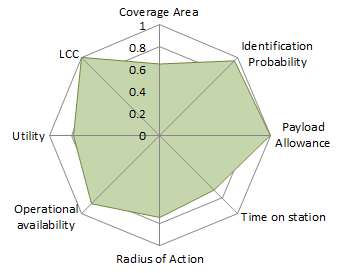 Coverage Area
1
LCC
Identification
Probability
0.8
0.6
0.4
0.2
Utility
0
Payload
Allowance
Operational
availability
Time on station
Radius of Action